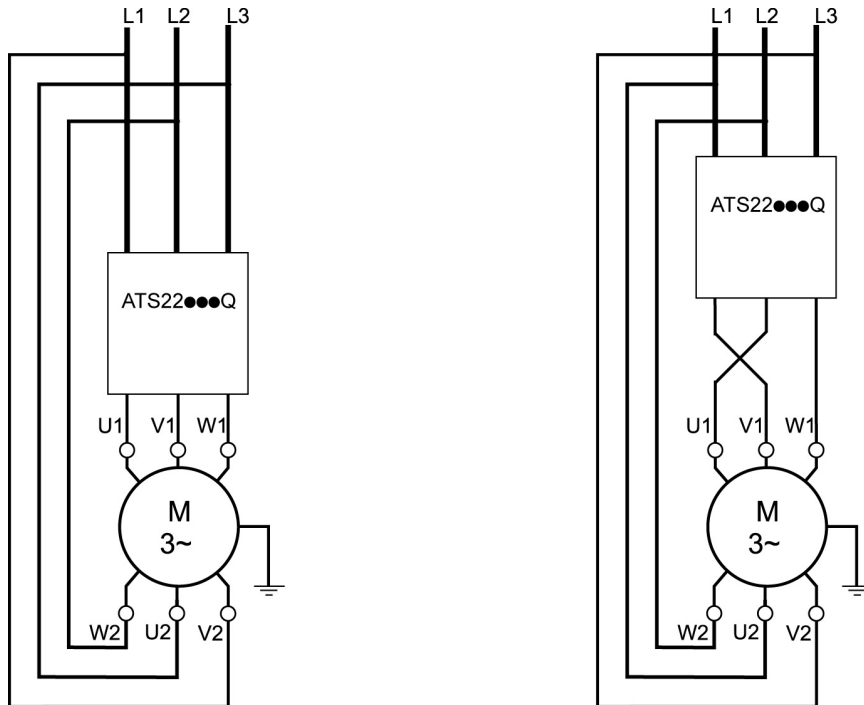 L1 L2 L3
ATS22●●●Q
U1 V1 W1
M
3~
W2 U2 V2
L1 L2 L3
ATS22●●●Q
U1 V1 W1
M
3~
W2 U2 V2